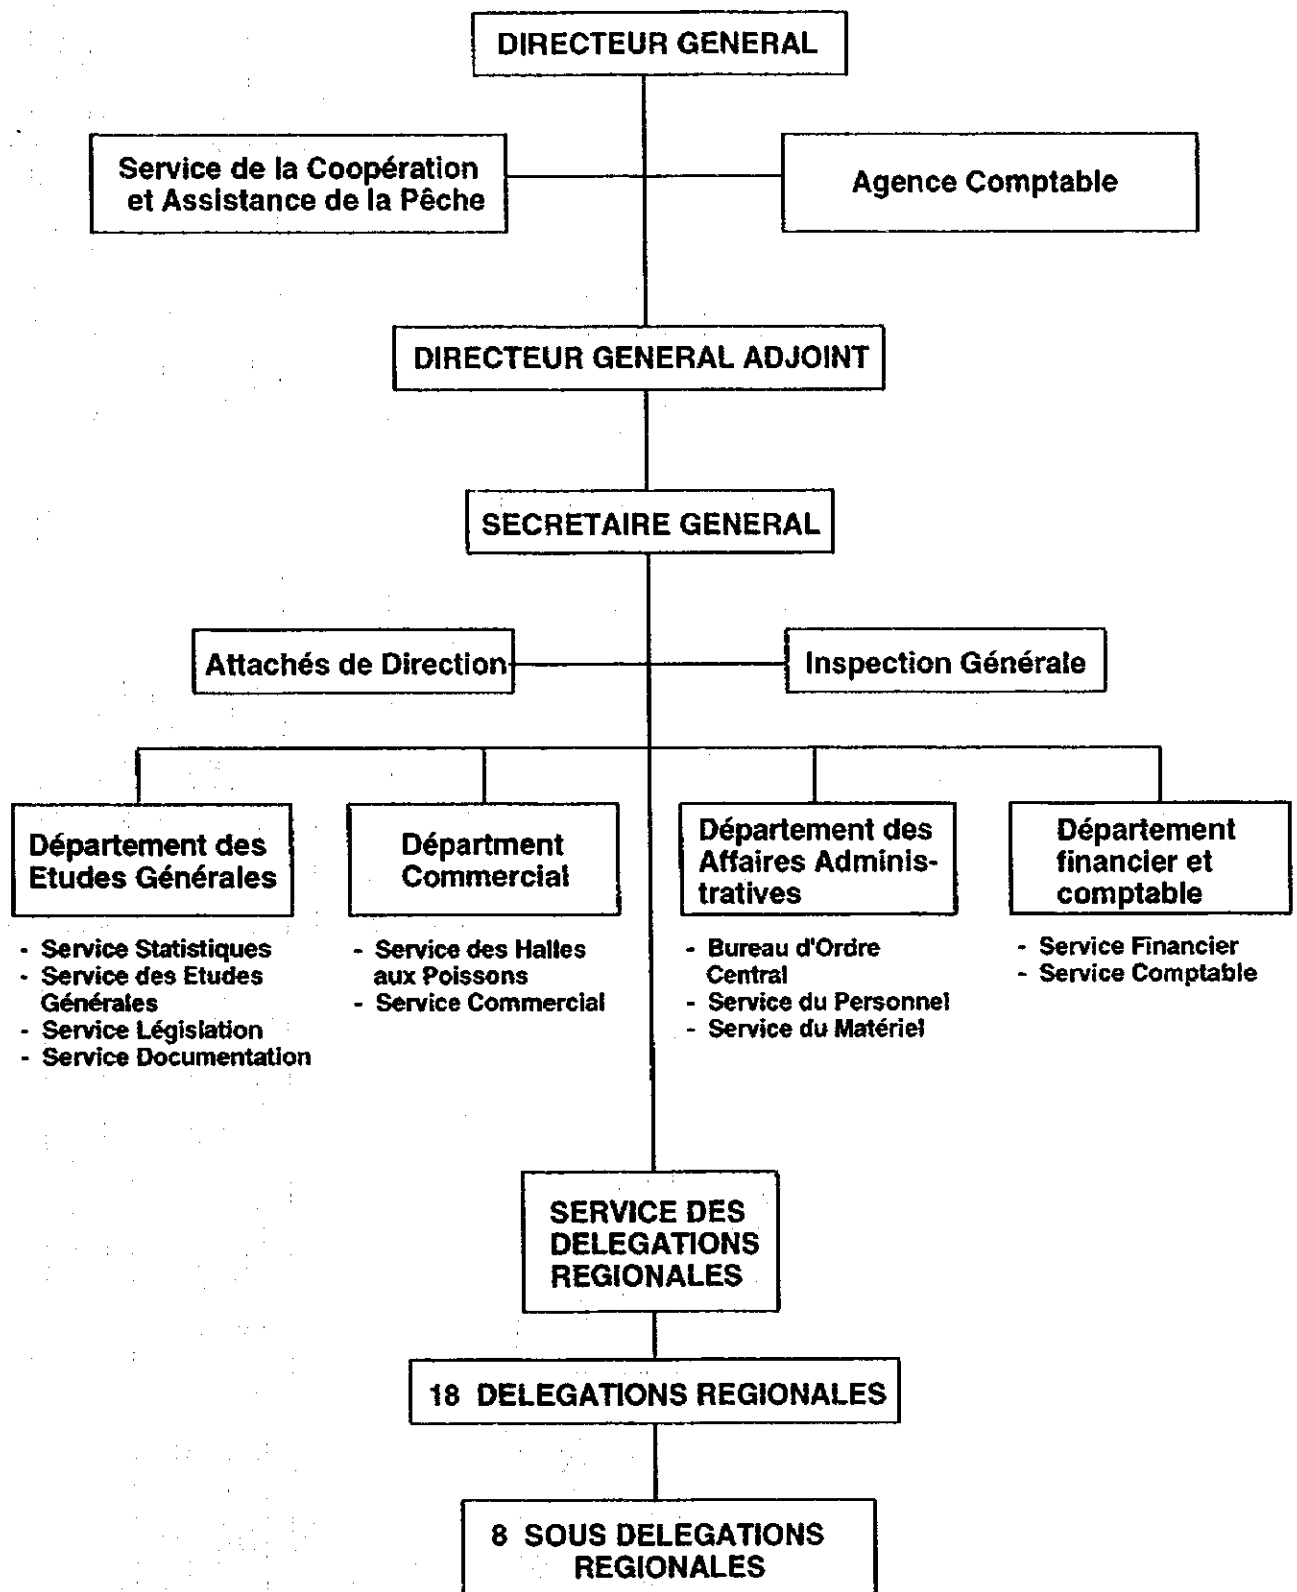 DIRECTEUR GENERAL
Service de la Coopération
et Assistance de la Pêche
Agence Comptable
DIRECTEUR GENERAL ADJOINT
SECRETAIRE GENERAL
Attachés de Direction
Inspection Générale
Département des
Etudes Générales
- Service Statistiques
- Service des Etudes
Générales
- Service Législation
- Service Documentation
Départment
Commercial
- Service des Halles
aux Poissons
- Service Commercial
Département des
Affaires Adminis-
tratives
- Bureau d'Ordre
Central
- Service du Personnel
- Service du Matériel
Département
financier et
comptable
- Service Financier
- Service Comptable
SERVICE DES
DELEGATIONS
REGIONALES
18 DELEGATIONS REGIONALES
8 SOUS DELEGATIONS
REGIONALES